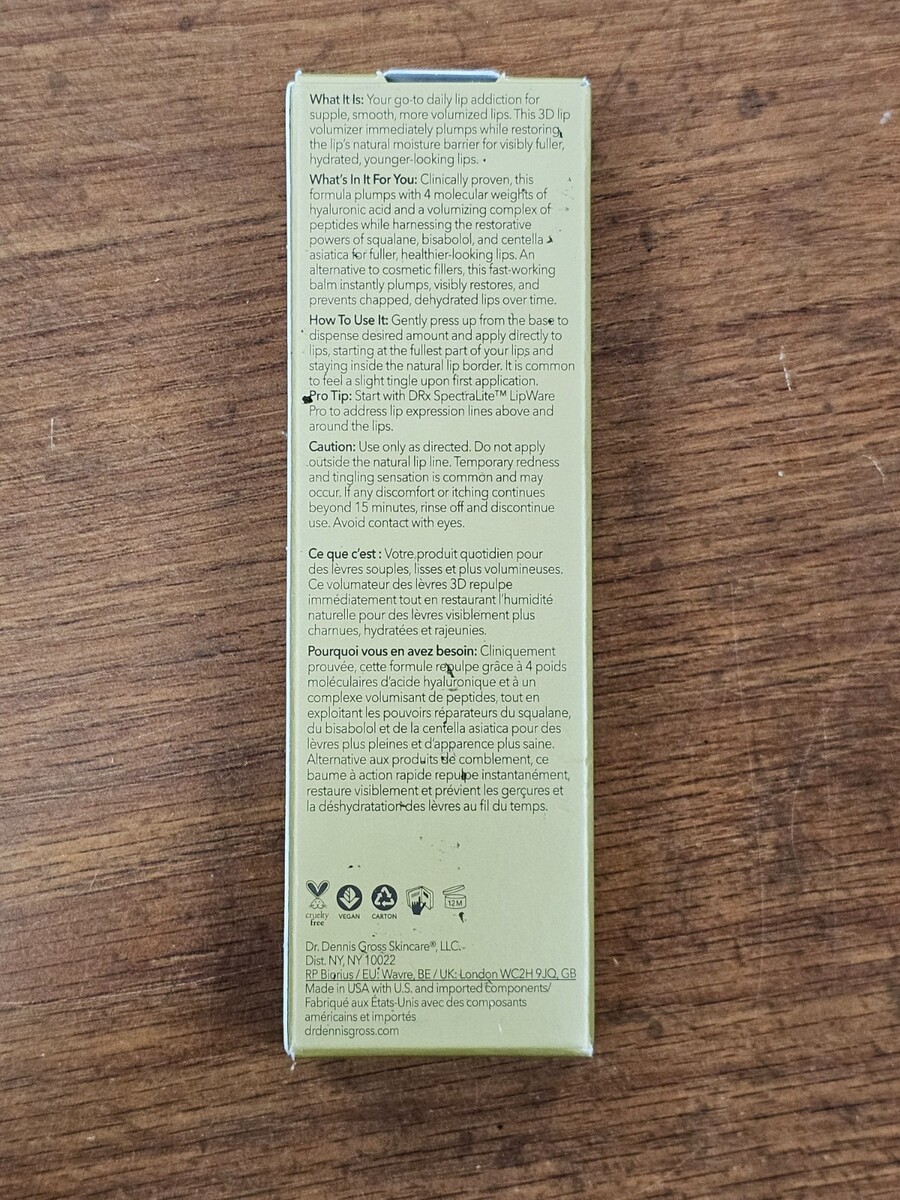 What It Is: Your go-to daily lip addiction for
supple, smooth, more volumized lips. This 3D lip
volumizer immediately plumps while restoring
the lip's natural moisture barrier for visibly fuller,
hydrated, younger-looking lips.
What's In It For You: Clinically proven, this
formula plumps with 4 molecular weights of
hyaluronic acid and a volumizing complex of
peptides while harnessing the restorative
powers of squalane, bisabolol, and centella
asiatica for fuller, healthier-looking lips. An
alternative to cosmetic fillers, this fast-working
balm instantly plumps, visibly restores, and
prevents chapped, dehydrated lips over time.
How To Use It: Gently press up from the base to
dispense desired amount and apply directly to
lips, starting at the fullest part of your lips and
staying inside the natural lip border. It is common
to feel a slight tingle upon first application.
Pro Tip: Start with DRx SpectraLite™ LipWare
Pro to address lip expression lines above and
around the lips.
Caution: Use only as directed. Do not apply
outside the natural lip line. Temporary redness
and tingling sensation is common and may
occur. If any discomfort or itching continues
beyond 15 minutes, rinse off and discontinue
use. Avoid contact with eyes.
Ce que c'est : Votre produit quotidien pour
des lèvres souples, lisses et plus volumineuses.
Ce volumateur des lèvres 3D repulpe
immédiatement tout en restaurant l'humidité
naturelle pour des lèvres visiblement plus
charnues, hydratées et rajeunies.
Pourquoi vous en avez besoin: Cliniquement
prouvée, cette formule repulpe grâce à 4 poids
moléculaires d'acide hyaluronique et à un
complexe volumisant de peptides, tout en
exploitant les pouvoirs réparateurs du squalane,
du bisabolol et de la centella asiatica pour des
lèvres plus pleines et d'apparence plus saine.
Alternative aux produits de comblement, ce
baume à action rapide repulpe instantanément,
restaure visiblement et prévient les gerçures et
la déshydratation des lèvres au fil du temps.
cruelty
free
VEGAN
CARTON
12M
Dr. Dennis Gross Skincare®, LLC.
Dist. NY, NY 10022
RP Biorius / EU: Wavre, BE / UK: London WC2H 9JQ, GB
Made in USA with U.S. and imported components/
Fabriqué aux États-Unis avec des composants
américains et importés
drdennisgross.com